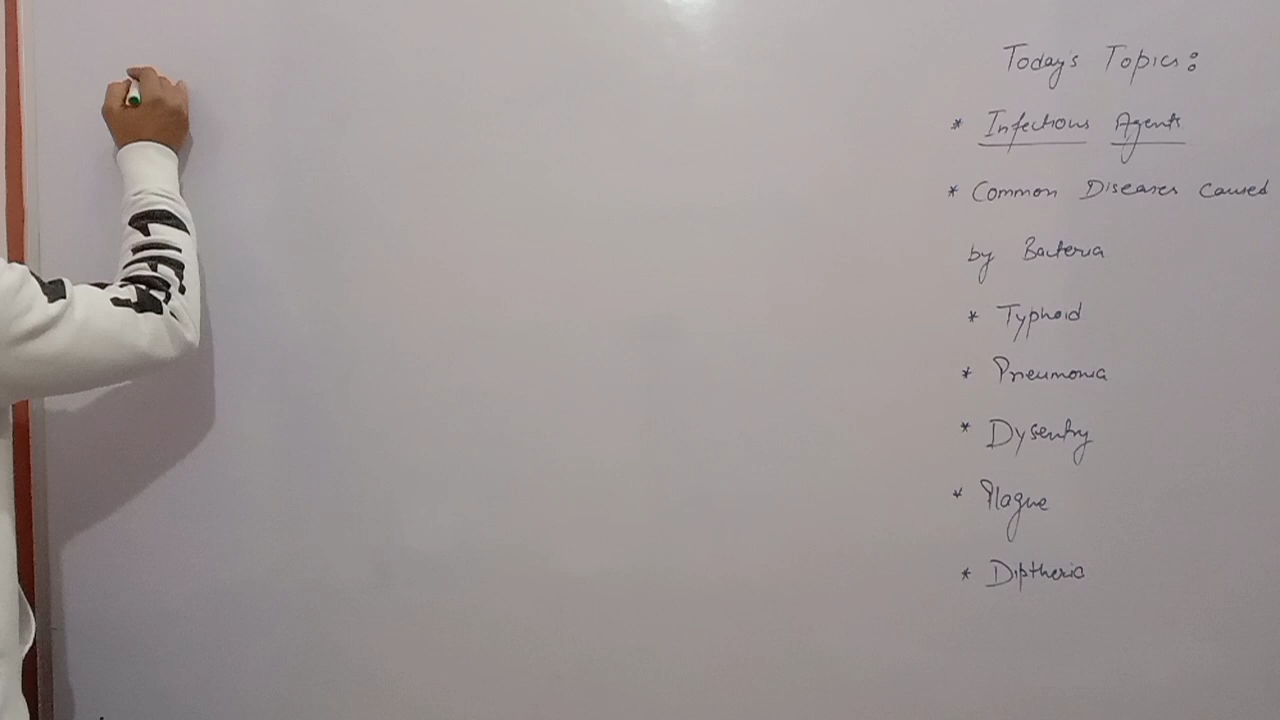 Today's Topics:
* Infectious Agents
* Common Diseases Caused
by Bacteria
* Typhoid
* Pneumonia
* Dysentry
* Plague
* Diptheria